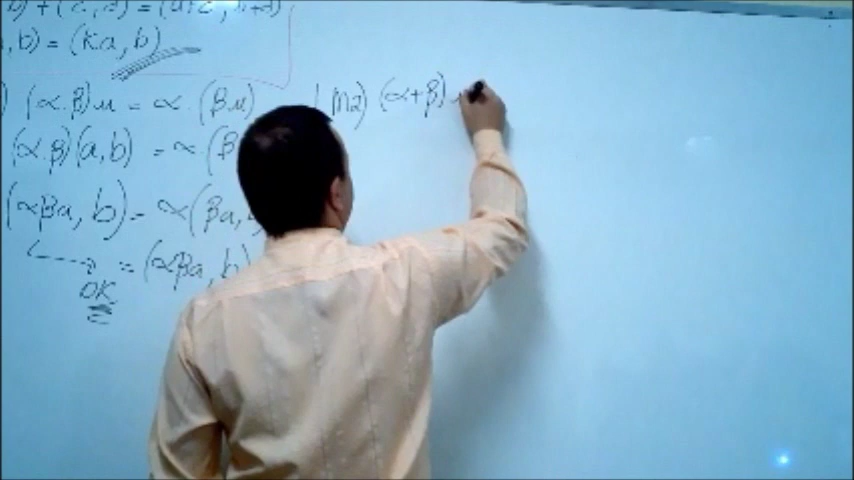 b) + (c, d) = (a+c, b+d)
, b) = (Ka, b)
) (α.β)u = α.(βu)
(α.β)(a,b) = α.(β
(αβa, b) = α(βa,
= (αβa, b)
OK
M2) (α+β)